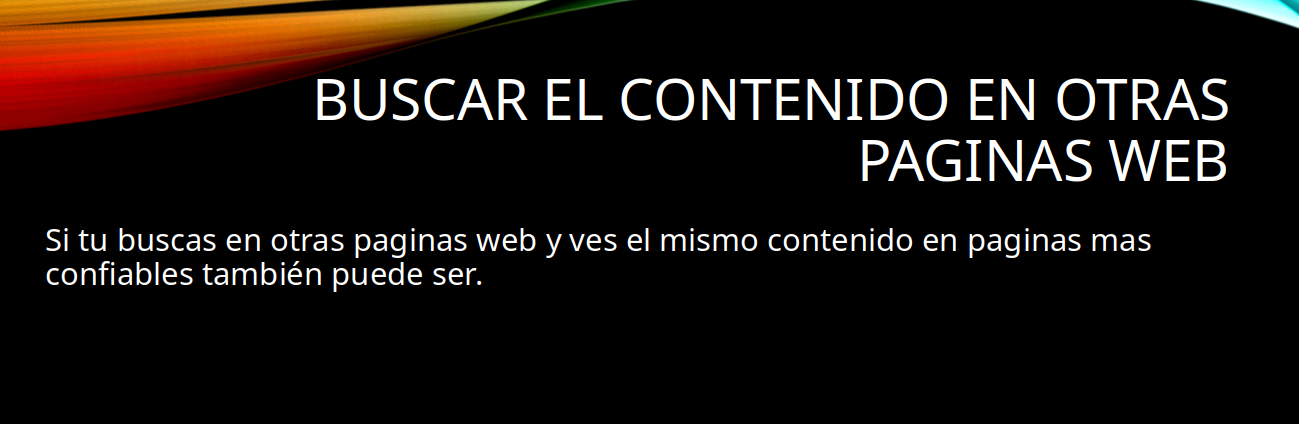 BUSCAR EL CONTENIDO EN OTRAS
PAGINAS WEB
Si tu buscas en otras paginas web y ves el mismo contenido en paginas mas
confiables también puede ser.